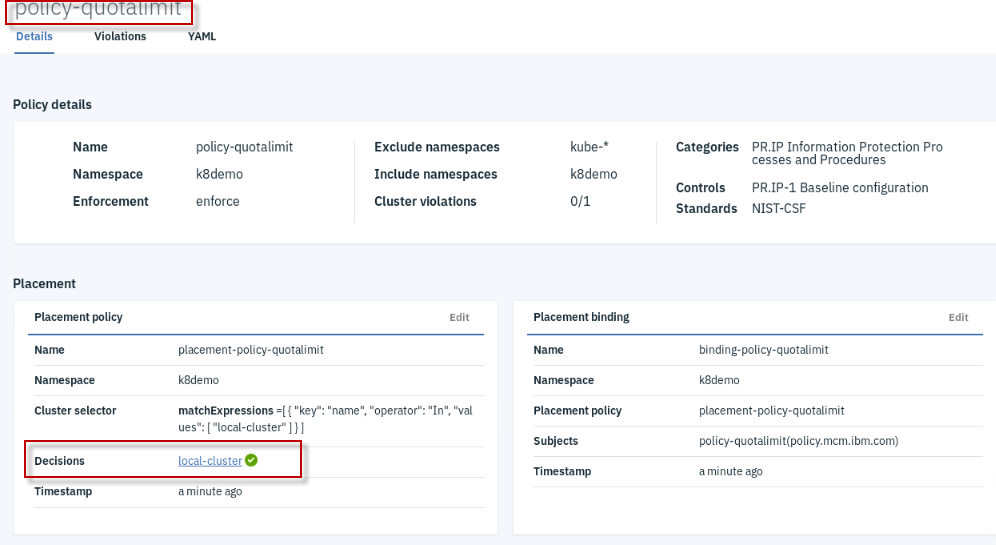 policy-quotalimit
Details Violations YAML
Policy details
Name policy-quotalimit
Namespace k8demo
Enforcement enforce
Exclude namespaces kube-*
Include namespaces k8demo
Cluster violations 0/1
Categories PR.IP Information Protection Pro
cesses and Procedures
Controls PR.IP-1 Baseline configuration
Standards NIST-CSF
Placement
Placement policy Edit
Name placement-policy-quotalimit
Namespace k8demo
Cluster selector matchExpressions =[ { "key": "name", "operator": "In", "val
ues": [ "local-cluster" ] } ]
Decisions local-cluster
Timestamp a minute ago
Placement binding Edit
Name binding-policy-quotalimit
Namespace k8demo
Placement policy placement-policy-quotalimit
Subjects policy-quotalimit(policy.mcm.ibm.com)
Timestamp a minute ago